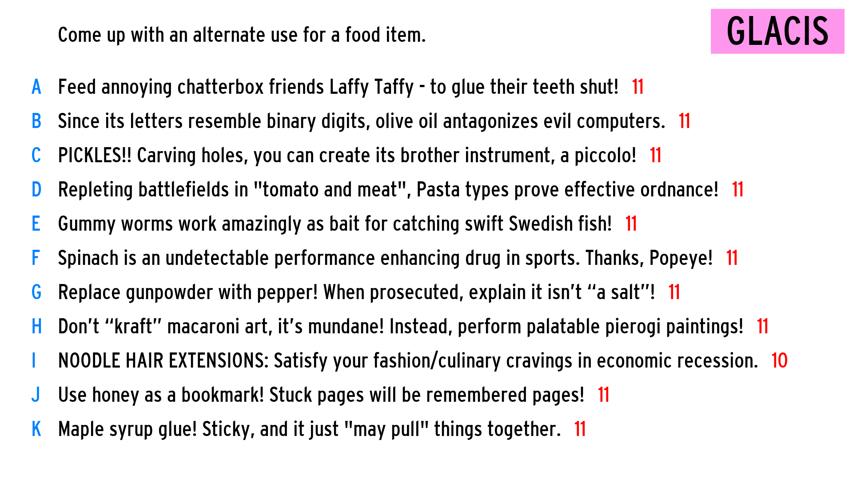 Come up with an alternate use for a food item.
GLACIS
A Feed annoying chatterbox friends Laffy Taffy - to glue their teeth shut! 11
B Since its letters resemble binary digits, olive oil antagonizes evil computers. 11
C PICKLES!! Carving holes, you can create its brother instrument, a piccolo! 11
D Repleting battlefields in "tomato and meat", Pasta types prove effective ordnance! 11
E Gummy worms work amazingly as bait for catching swift Swedish fish! 11
F Spinach is an undetectable performance enhancing drug in sports. Thanks, Popeye! 11
G Replace gunpowder with pepper! When prosecuted, explain it isn't “a salt”! 11
H Don't “kraft” macaroni art, it's mundane! Instead, perform palatable pierogi paintings! 11
I NOODLE HAIR EXTENSIONS: Satisfy your fashion/culinary cravings in economic recession. 10
J Use honey as a bookmark! Stuck pages will be remembered pages! 11
K Maple syrup glue! Sticky, and it just "may pull" things together. 11